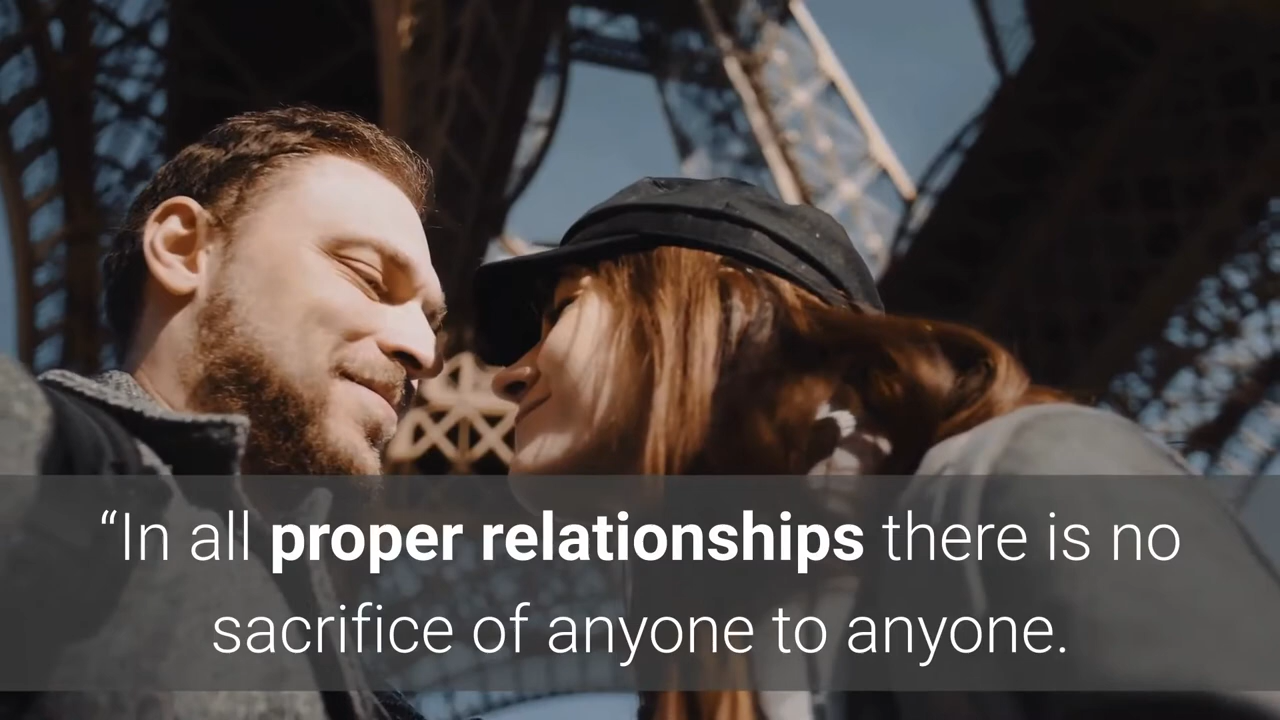 “In all proper relationships there is no
sacrifice of anyone to anyone.